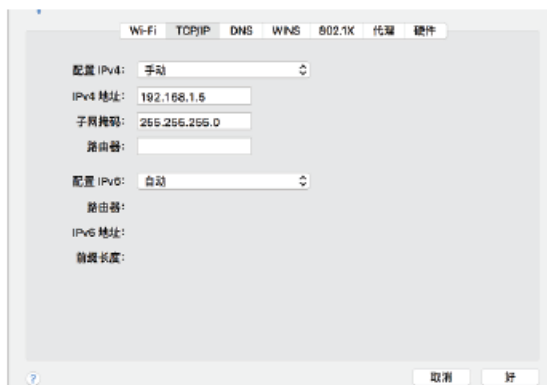 Wi-Fi TCP/IP DNS WINS 802.1X 代理 硬件
配置 IPv4: 手动
IPv4 地址: 192.168.1.5
子网掩码: 255.255.255.0
路由器:
配置 IPv6: 自动
路由器:
IPv6 地址:
前缀长度:
? 取消 好